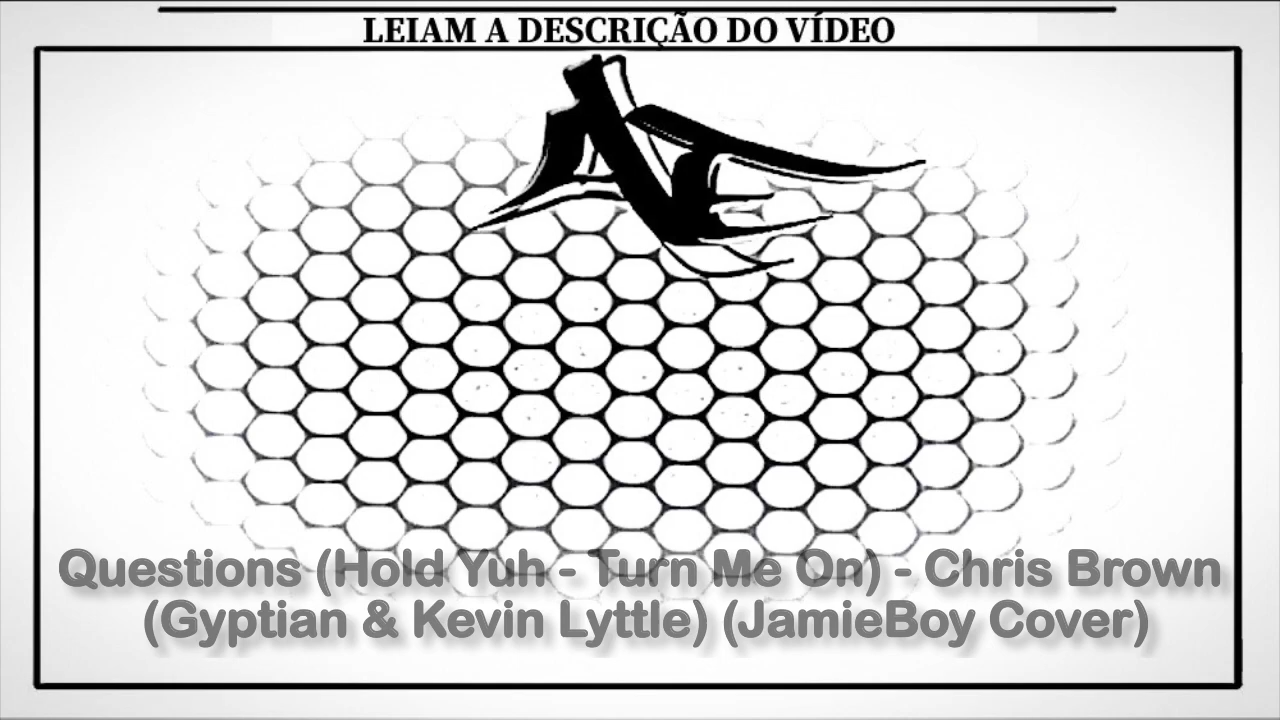 LEIAM A DESCRIÇÃO DO VÍDEO
Questions (Hold Yuh - Turn Me On) - Chris Brown
(Gyptian & Kevin Lyttle) (JamieBoy Cover)